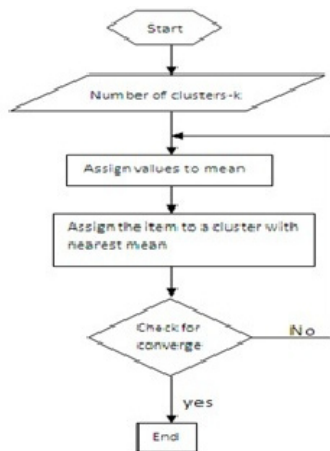 Start
Number of clusters-k
Assign values to mean
Assign the item to a cluster with
nearest mean
Check for
converge
No
yes
End